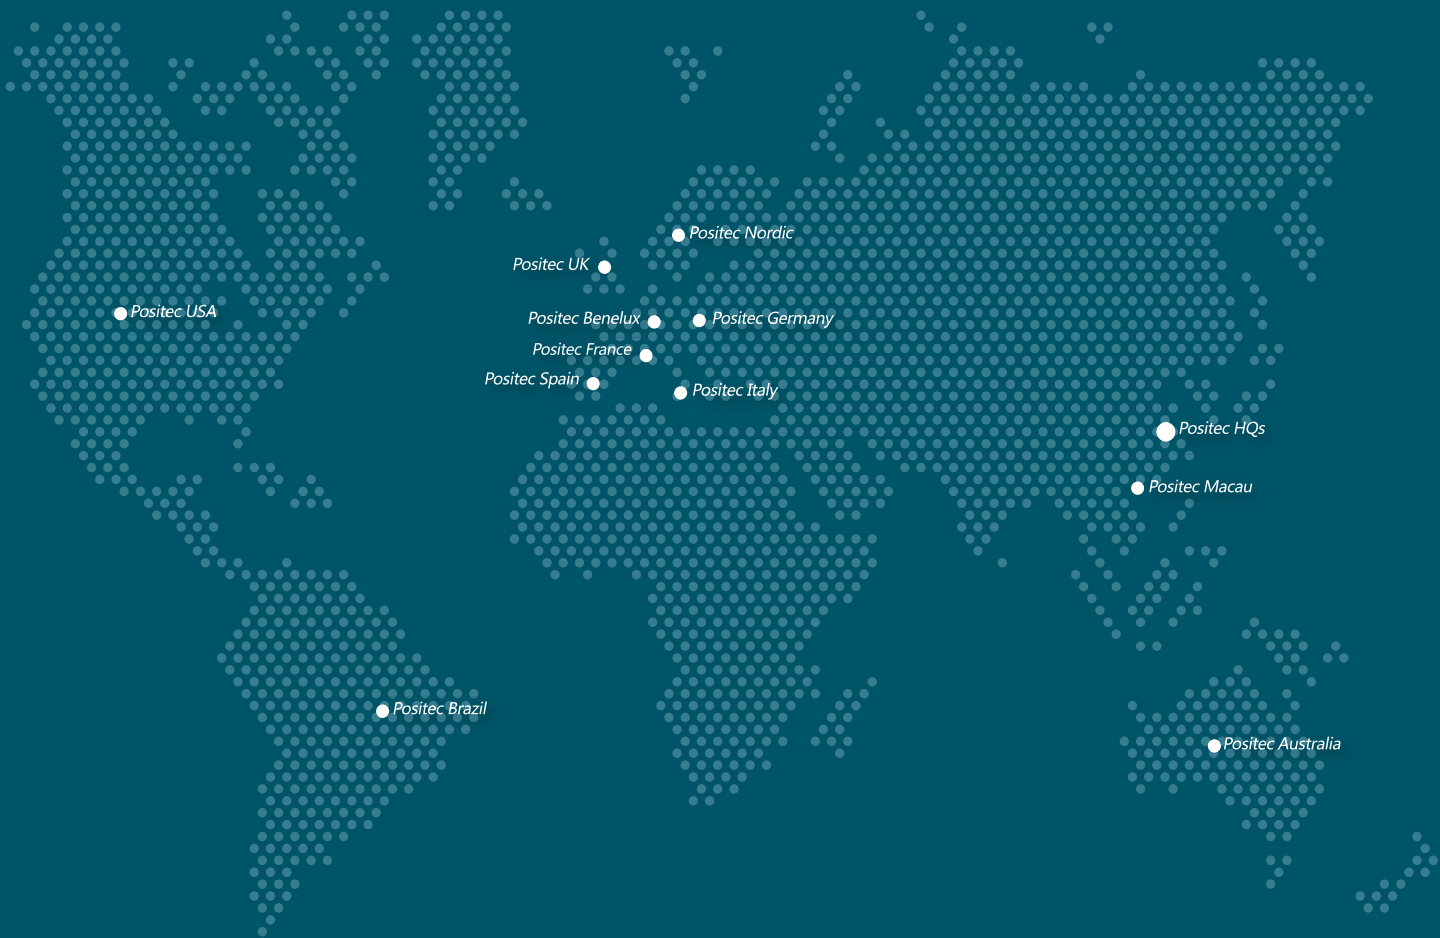 Positec Nordic
Positec UK
Positec USA
Positec Benelux
Positec Germany
Positec France
Positec Spain
Positec Italy
Positec HQs
Positec Macau
Positec Brazil
Positec Australia